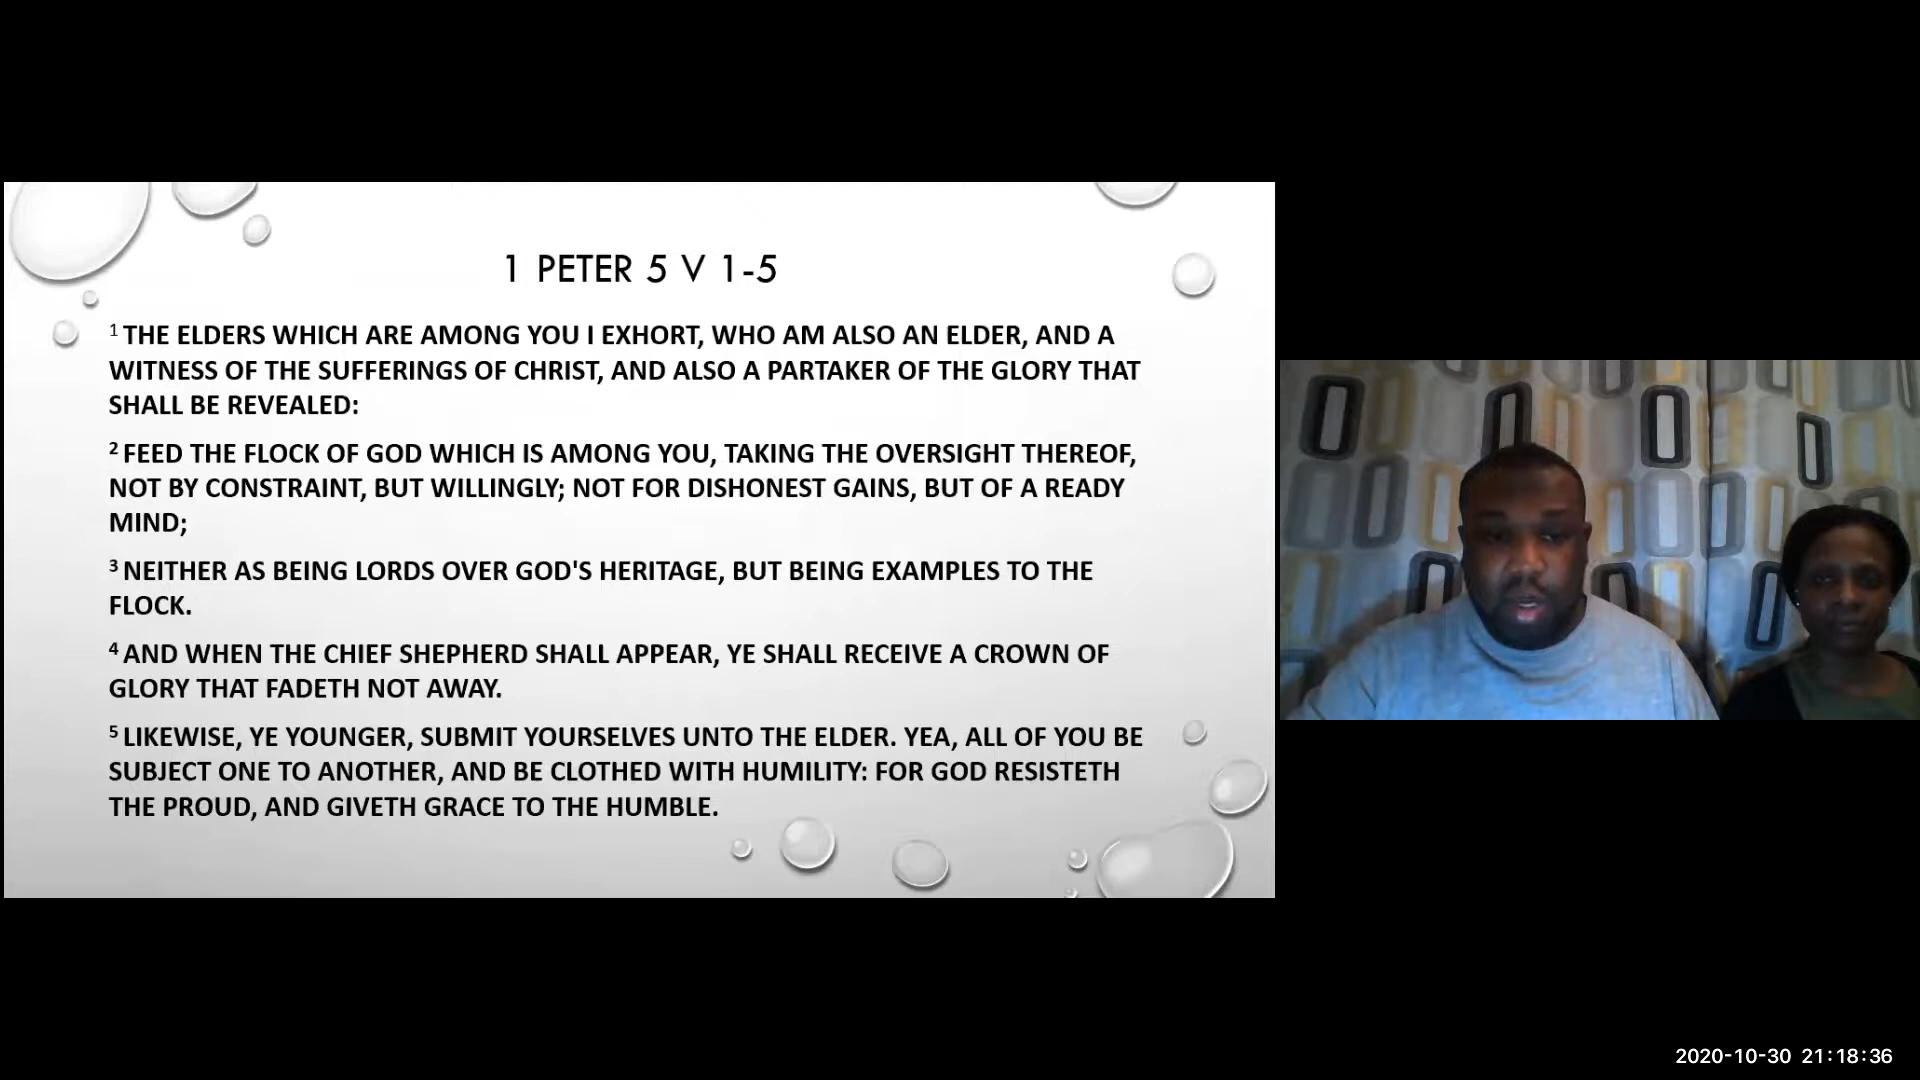 1 PETER 5 V 1-5
1 THE ELDERS WHICH ARE AMONG YOU I EXHORT, WHO AM ALSO AN ELDER, AND A
WITNESS OF THE SUFFERINGS OF CHRIST, AND ALSO A PARTAKER OF THE GLORY THAT
SHALL BE REVEALED:
2 FEED THE FLOCK OF GOD WHICH IS AMONG YOU, TAKING THE OVERSIGHT THEREOF,
NOT BY CONSTRAINT, BUT WILLINGLY; NOT FOR DISHONEST GAINS, BUT OF A READY
MIND;
3 NEITHER AS BEING LORDS OVER GOD'S HERITAGE, BUT BEING EXAMPLES TO THE
FLOCK.
4 AND WHEN THE CHIEF SHEPHERD SHALL APPEAR, YE SHALL RECEIVE A CROWN OF
GLORY THAT FADETH NOT AWAY.
5 LIKEWISE, YE YOUNGER, SUBMIT YOURSELVES UNTO THE ELDER. YEA, ALL OF YOU BE
SUBJECT ONE TO ANOTHER, AND BE CLOTHED WITH HUMILITY: FOR GOD RESISTETH
THE PROUD, AND GIVETH GRACE TO THE HUMBLE.
2020-10-30 21:18:36